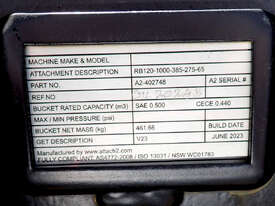 MACHINE MAKE & MODEL
ATTACHMENT DESCRIPTION RB120-1000-385-275-65
PART NO. A2-402748 A2 SERIAL #
REF.NO
BUCKET RATED CAPACITY (m3) SAE 0.500 CECE 0.440
MAX / MIN PRESSURE (psi)
BUCKET NET MASS (kg) 461.66 BUILD DATE
GET DESCRIPTION V23 JUNE 2023
Manufactured by www.attach2.com
FULLY COMPLIANT AS4772-2008 / ISO 13031 / NSW WC01783